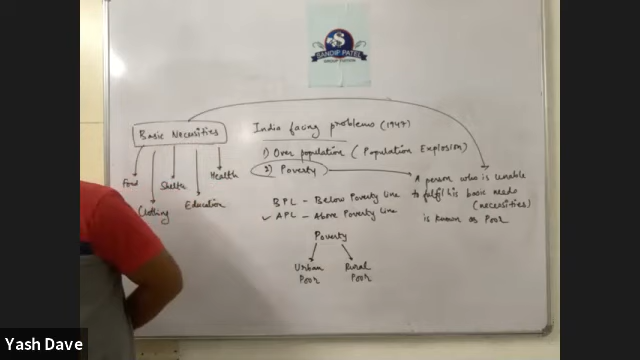 SANDIP PATEL
Basic Necessities
Food
Clothing
Shelter
Education
Health
India facing problems (1947)
1) Over population (Population Explosion)
2) Poverty
A person who is unable
to fulfil his basic needs
(necessities)
is known as Poor
BPL - Below Poverty line
✓ APL - Above Poverty line
Poverty
Urban
Poor
Rural
Poor
Yash Dave